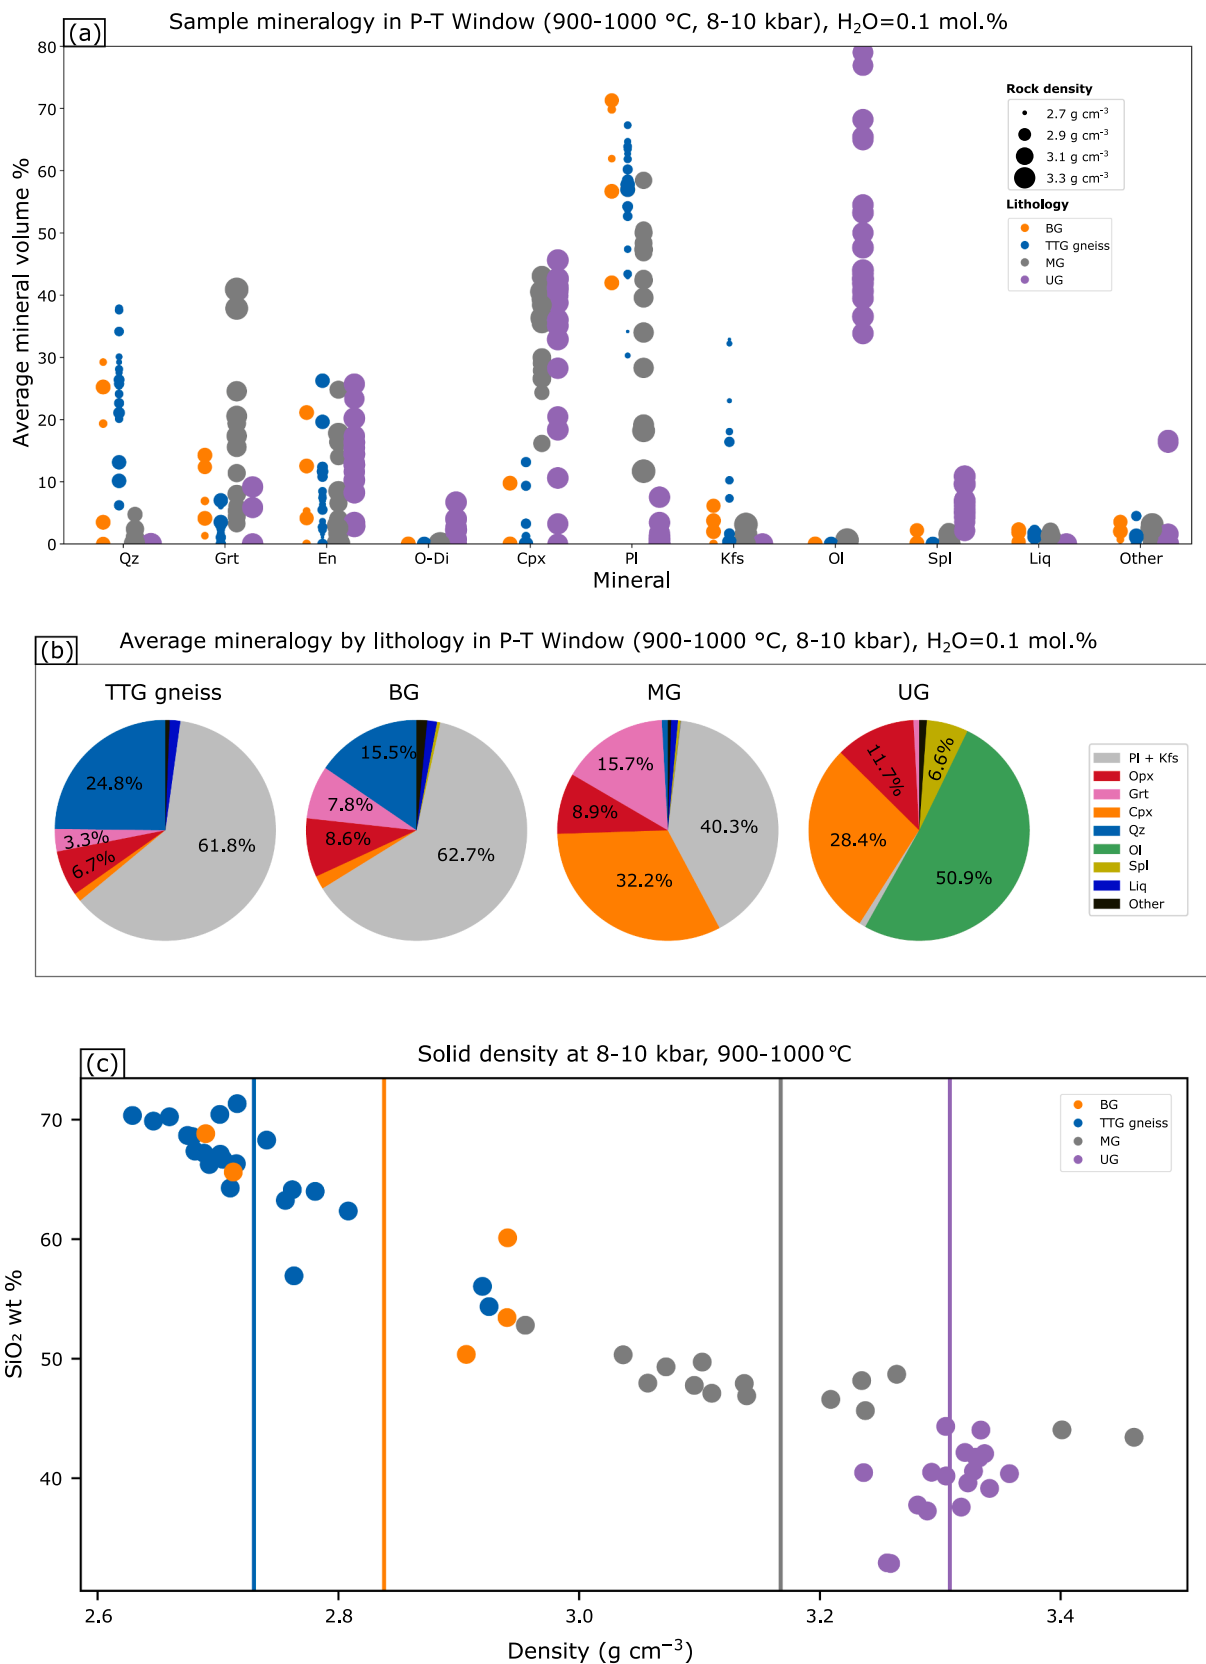 (a)
Sample mineralogy in P-T Window (900-1000 °C, 8-10 kbar), H₂O=0.1 mol.%
80
70
60
50
40
30
20
10
0
Average mineral volume %
Rock density
2.7 g cm⁻³
2.9 g cm⁻³
3.1 g cm⁻³
3.3 g cm⁻³
Lithology
BG
TTG gneiss
MG
UG
Qz Grt En O-Di Cpx Pl Kfs Ol Spl Liq Other
Mineral
(b)
Average mineralogy by lithology in P-T Window (900-1000 °C, 8-10 kbar), H₂O=0.1 mol.%
TTG gneiss BG MG UG
24.8%
3.3%
6.7%
61.8%
15.5%
7.8%
8.6%
62.7%
15.7%
8.9%
32.2%
40.3%
11.7%
6.6%
28.4%
50.9%
Pl + Kfs
Opx
Grt
Cpx
Qz
Ol
Spl
Liq
Other
(c)
Solid density at 8-10 kbar, 900-1000 °C
70
60
50
40
SiO₂ wt %
BG
TTG gneiss
MG
UG
2.6 2.8 3.0 3.2 3.4
Density (g cm⁻³)